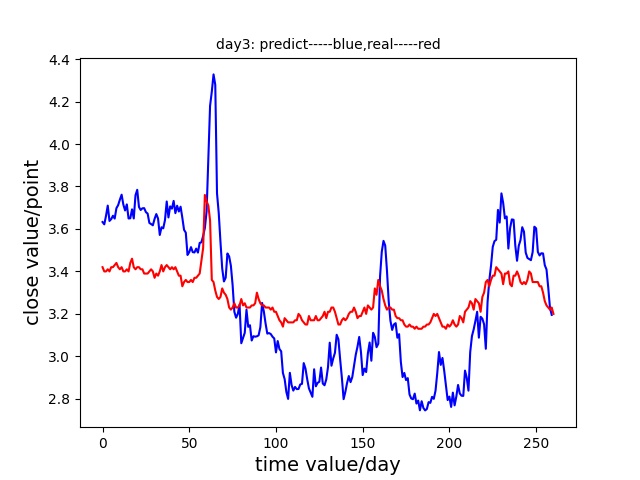 day3: predict-----blue,real-----red
4.4
4.2
4.0
3.8
3.6
3.4
3.2
3.0
2.8
close value/point
0 50 100 150 200 250
time value/day